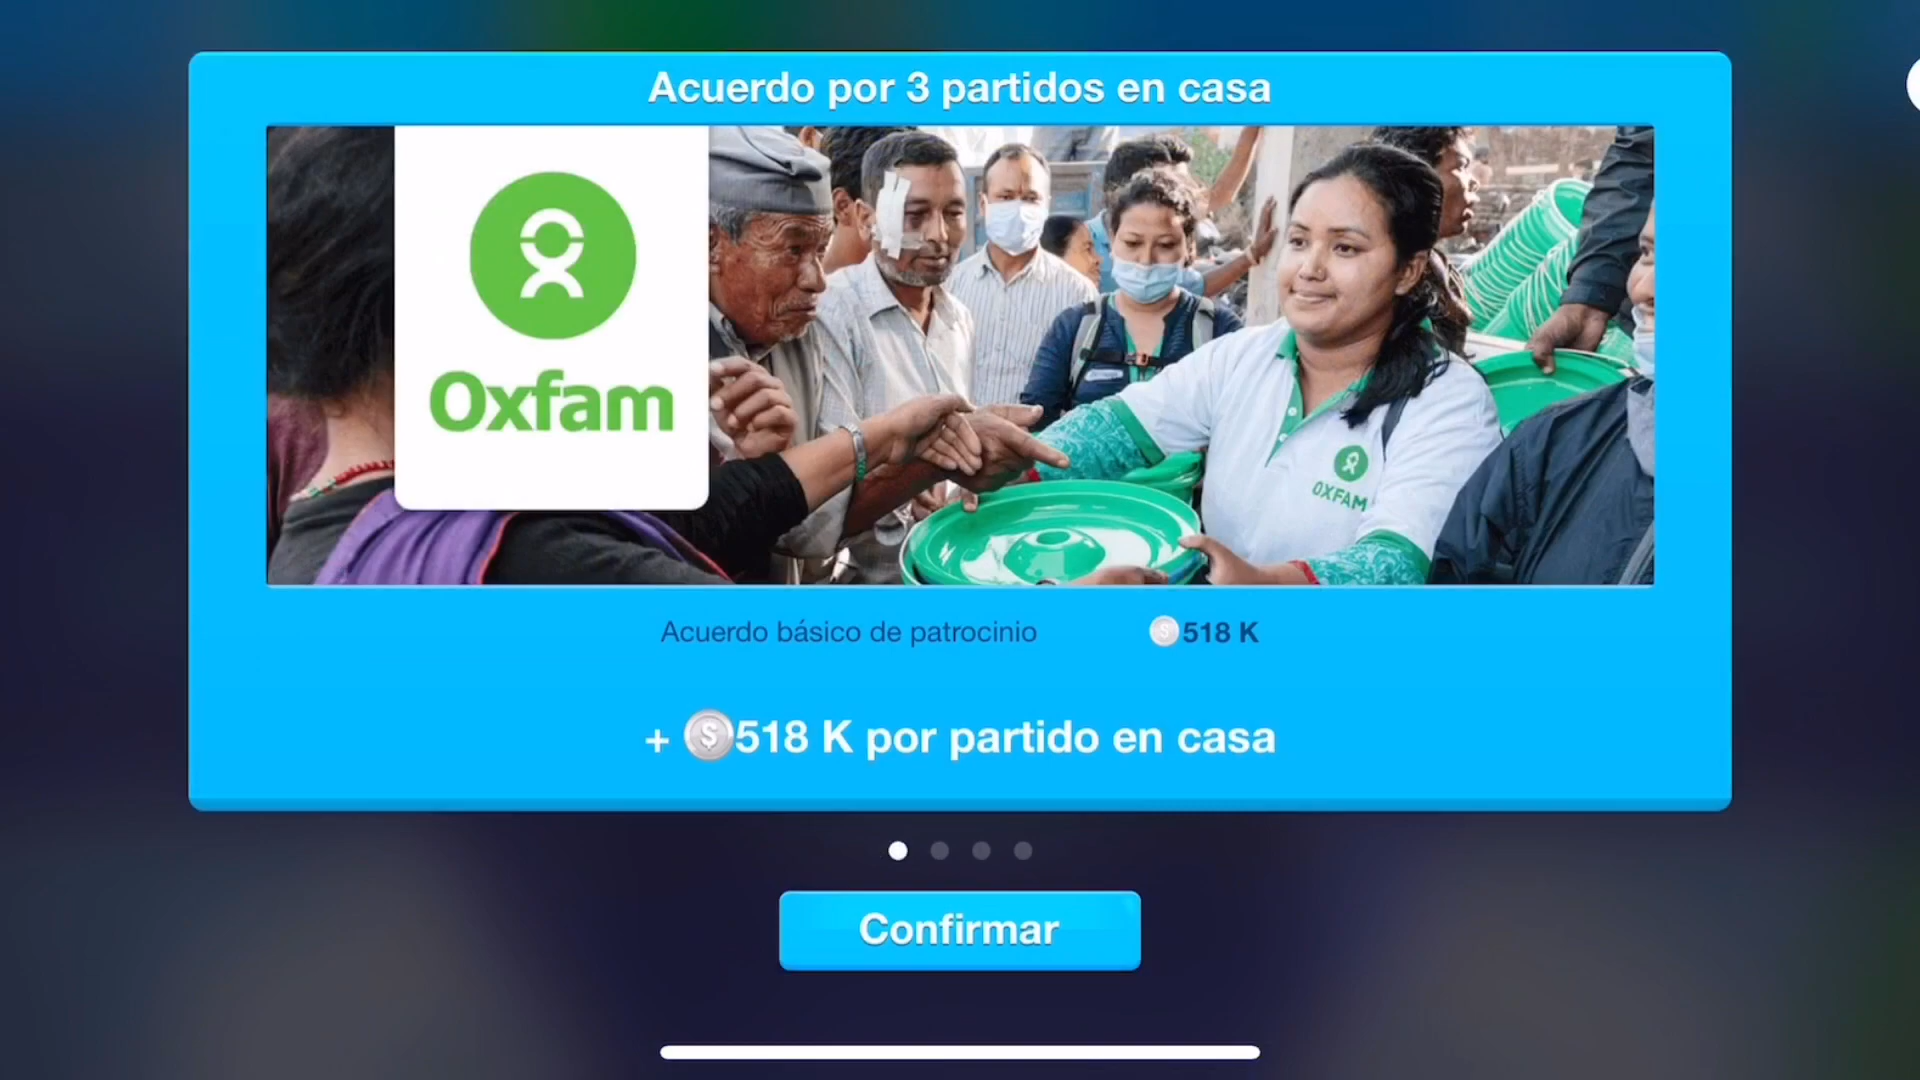 Acuerdo por 3 partidos en casa
Oxfam
OXFAM
Acuerdo básico de patrocinio
518 K
+ $ 518 K por partido en casa
Confirmar